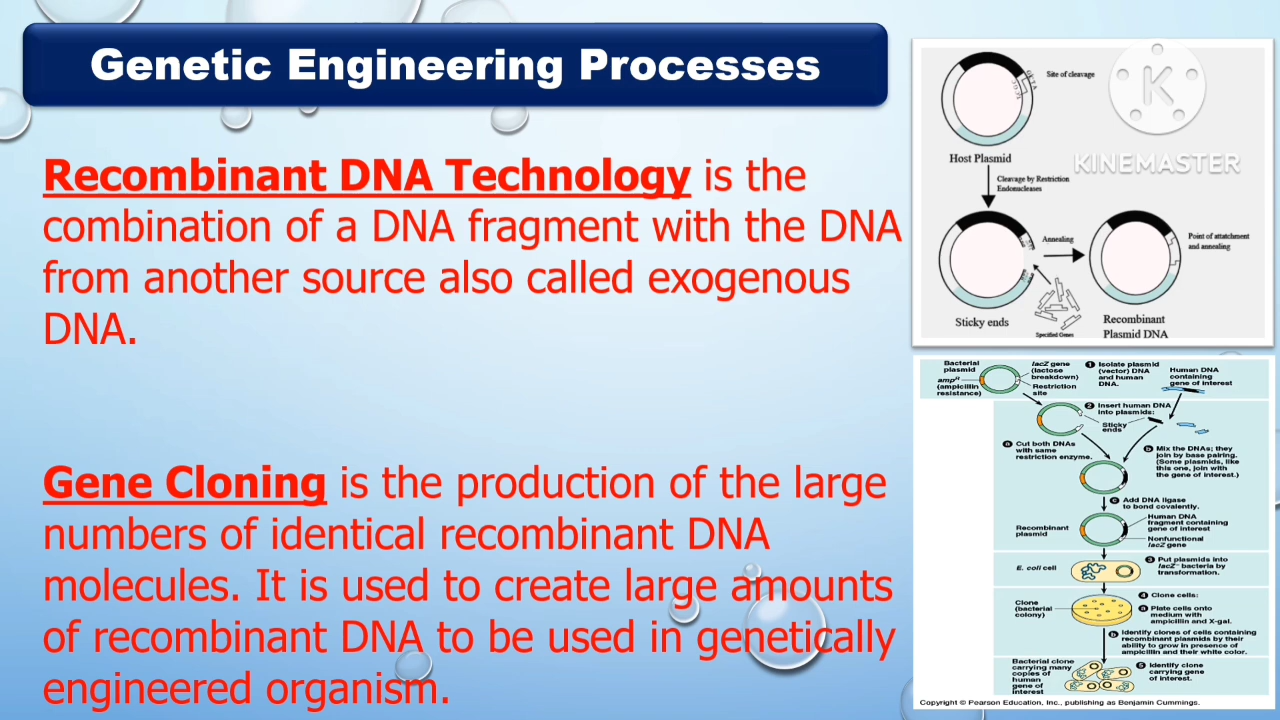 Genetic Engineering Processes
Recombinant DNA Technology is the
combination of a DNA fragment with the DNA
from another source also called exogenous
DNA.
Gene Cloning is the production of the large
numbers of identical recombinant DNA
molecules. It is used to create large amounts
of recombinant DNA to be used in genetically
engineered organism.
Site of cleavage
K
KINEMASTER
Host Plasmid
Cleavage by Restriction
Endonucleases
Annealing
Point of attatchment
and annealing
Sticky ends
Specified Genes
Recombinant
Plasmid DNA
Bacterial
plasmid
ampR
(ampicillin
resistance)
lacZ gene
(lactose
breakdown)
Restriction
site
1 Isolate plasmid
(vector) DNA
and human
DNA.
Human DNA
containing
gene of interest
2 Insert human DNA
into plasmids:
Sticky
ends
a Cut both DNAs
with same
restriction enzyme.
b Mix the DNAs; they
join by base pairing.
(Some plasmids, like
this one, join with
the gene of interest.)
c Add DNA ligase
to bond covalently.
Recombinant
plasmid
Human DNA
fragment containing
gene of interest
Nonfunctional
lacZ gene
E. coli cell
3 Put plasmids into
lacZ– bacteria by
transformation.
Clone
(bacterial
colony)
4 Clone cells:
a Plate cells onto
medium with
ampicillin and X-gal.
b Identify clones of cells containing
recombinant plasmids by their
ability to grow in presence of
ampicillin and their white color.
Bacterial clone
carrying many
copies of
human
gene of
interest
5 Identify clone
carrying gene
of interest.
Copyright © Pearson Education, Inc., publishing as Benjamin Cummings.